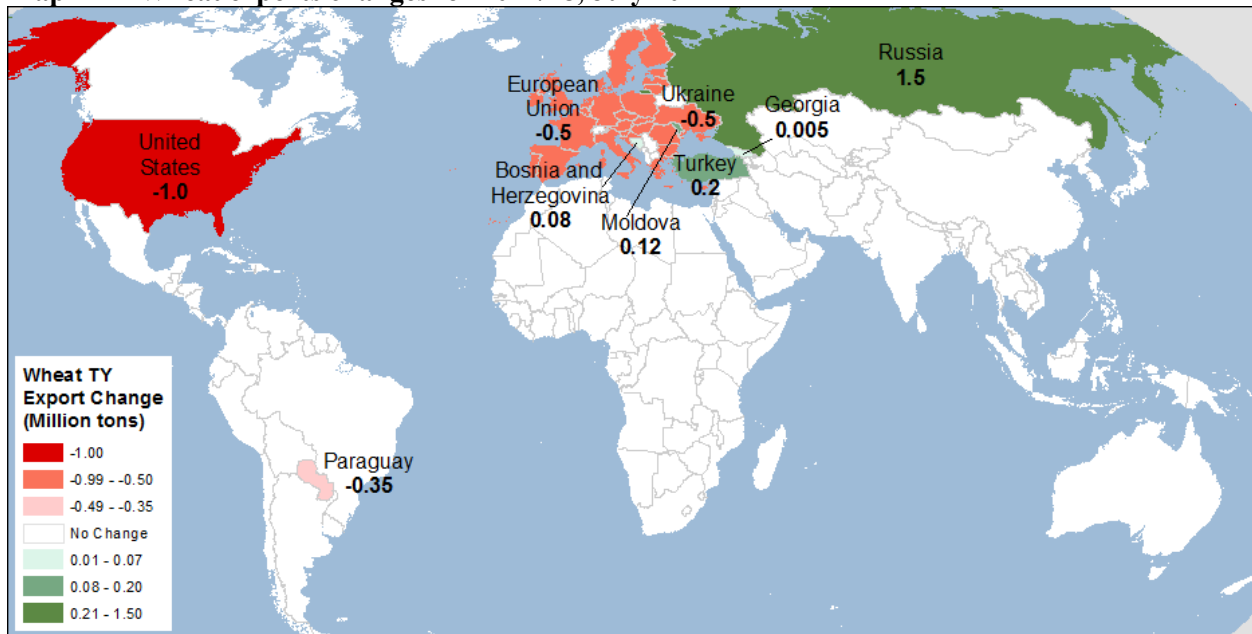 United
States
-1.0
European
Union
-0.5
Ukraine
-0.5
Russia
1.5
Georgia
0.005
Bosnia and
Herzegovina
0.08
Moldova
0.12
Turkey
0.2
Paraguay
-0.35
Wheat TY
Export Change
(Million tons)
-1.00
-0.99 - -0.50
-0.49 - -0.35
No Change
0.01 - 0.07
0.08 - 0.20
0.21 - 1.50